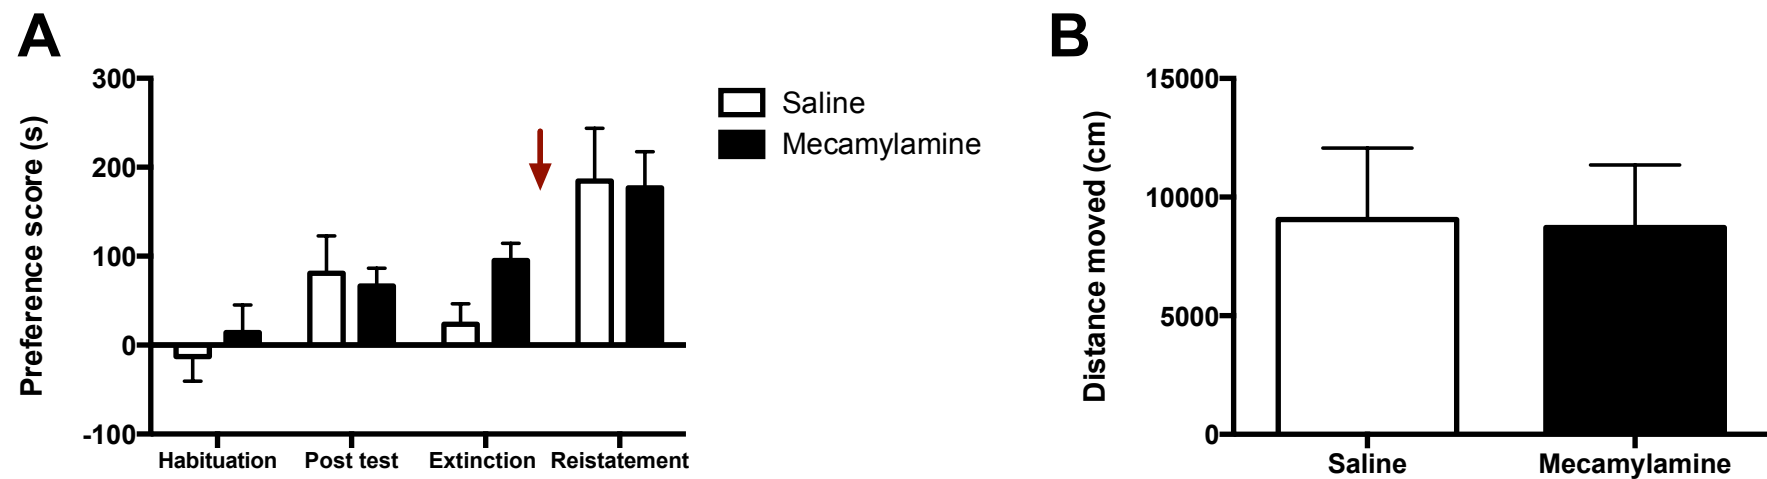 A
Preference score (s)
300
200
100
0
-100
Habituation
Post test
Extinction
Reistatement
Saline
Mecamylamine
B
Distance moved (cm)
15000
10000
5000
0
Saline
Mecamylamine